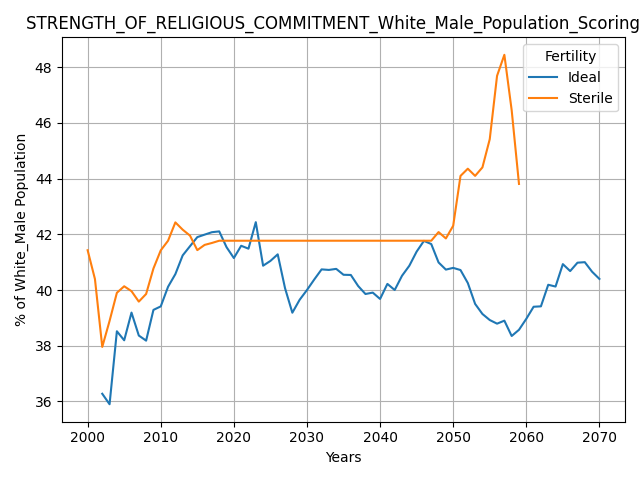 STRENGTH_OF_RELIGIOUS_COMMITMENT_White_Male_Population_Scoring
Fertility
Ideal
Sterile
48
46
44
42
40
38
36
% of White_Male Population
2000 2010 2020 2030 2040 2050 2060 2070
Years